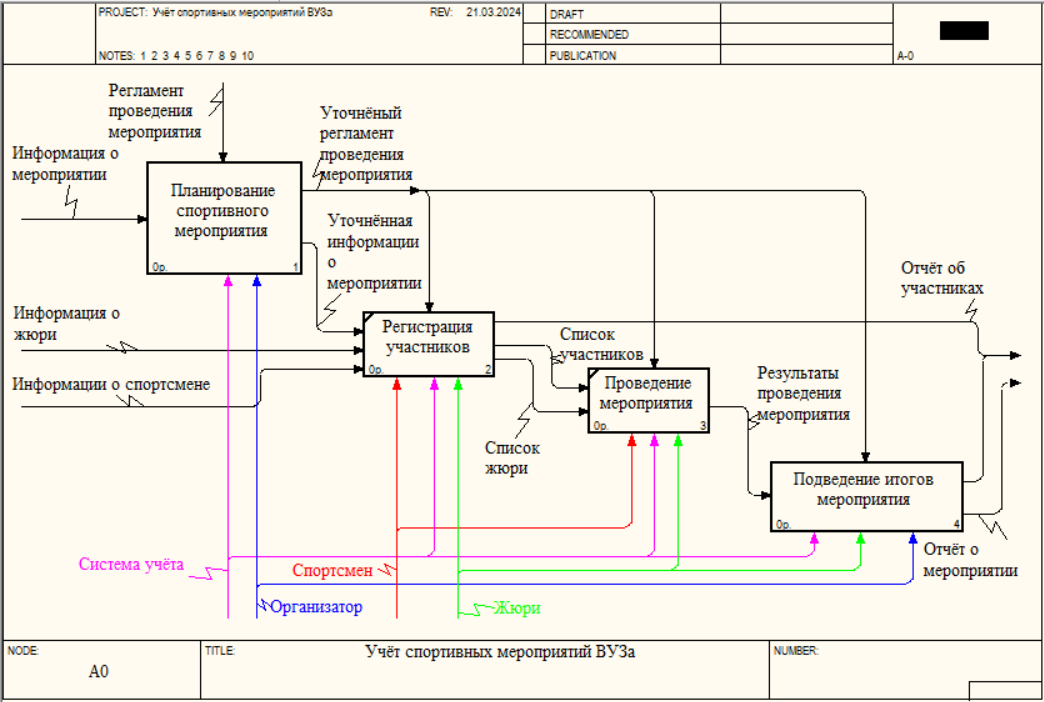 PROJECT: Учёт спортивных мероприятий ВУЗа
REV: 21.03.2024
NOTES: 1 2 3 4 5 6 7 8 9 10
DRAFT
RECOMMENDED
PUBLICATION
A-0
Регламент
проведения
мероприятия
Уточнёный
регламент
проведения
мероприятия
Информация о
мероприятии
Планирование
спортивного
мероприятия
0р.
1
Уточнённая
информации
о
мероприятии
Отчёт об
участниках
Информация о
жюри
Регистрация
участников
0р.
2
Список
участников
Информации о спортсмене
Проведение
мероприятия
0р.
3
Результаты
проведения
мероприятия
Список
жюри
Подведение итогов
мероприятия
0р.
4
Отчёт о
мероприятии
Система учёта
Спортсмен
Организатор
Жюри
NODE:
A0
TITLE:
Учёт спортивных мероприятий ВУЗа
NUMBER: